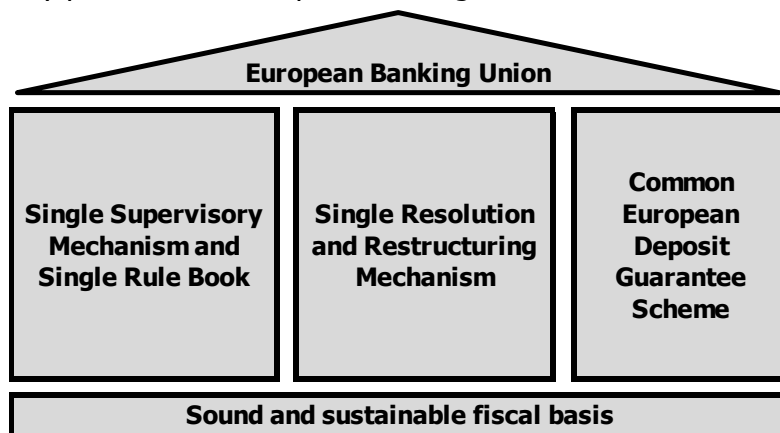 European Banking Union
Single Supervisory
Mechanism and
Single Rule Book
Single Resolution
and Restructuring
Mechanism
Common
European
Deposit
Guarantee
Scheme
Sound and sustainable fiscal basis